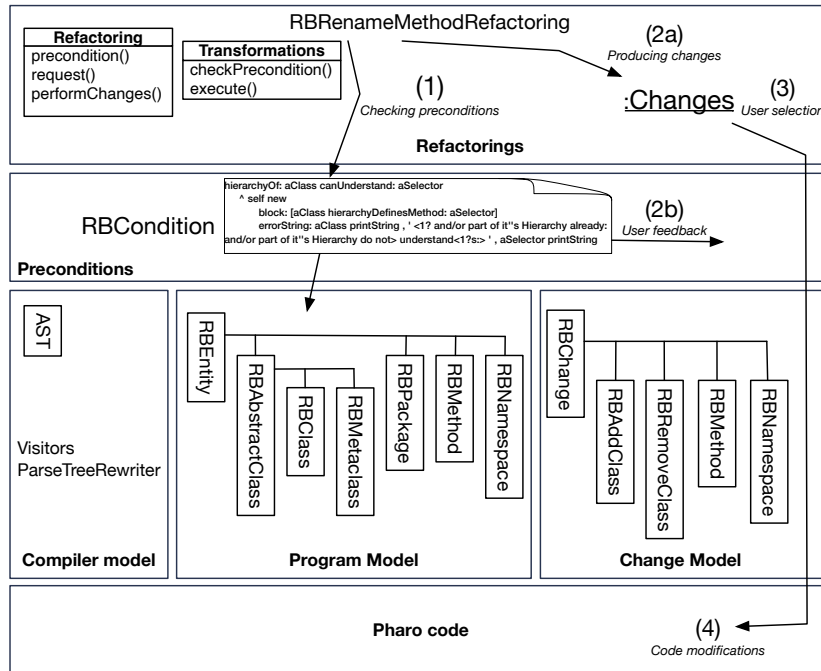 RBRenameMethodRefactoring
Refactoring
precondition()
request()
performChanges()
Transformations
checkPrecondition()
execute()
(1)
Checking preconditions
(2a)
Producing changes
:Changes
(3)
User selection
Refactorings
RBCondition
hierarchyOf: aClass canUnderstand: aSelector
^ self new
block: [aClass hierarchyDefinesMethod: aSelector]
errorString: aClass printString , ' <1? and/or part of it''s Hierarchy already:
and/or part of it''s Hierarchy do not> understand<1?s:> ' , aSelector printString
(2b)
User feedback
Preconditions
AST
Visitors
ParseTreeRewriter
Compiler model
RBEntity
RBAbstractClass
RBClass
RBMetaclass
RBPackage
RBMethod
RBNamespace
Program Model
RBChange
RBAddClass
RBRemoveClass
RBMethod
RBNamespace
Change Model
Pharo code
(4)
Code modifications